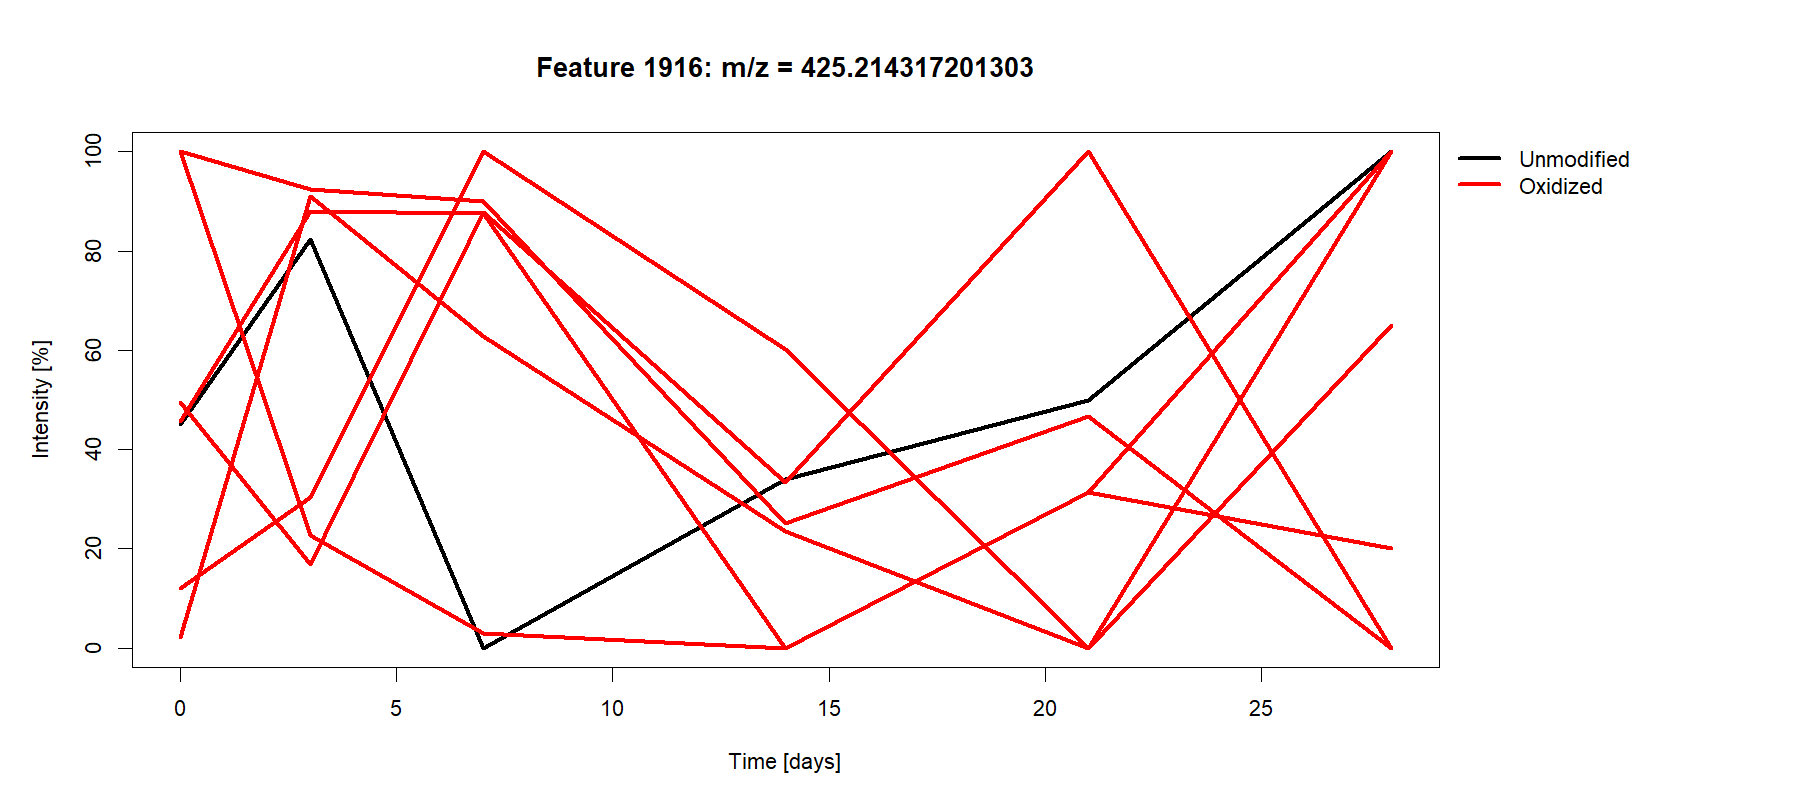 Feature 1916: m/z = 425.214317201303
Unmodified
Oxidized
100
80
60
40
20
0
Intensity [%]
0 5 10 15 20 25
Time [days]